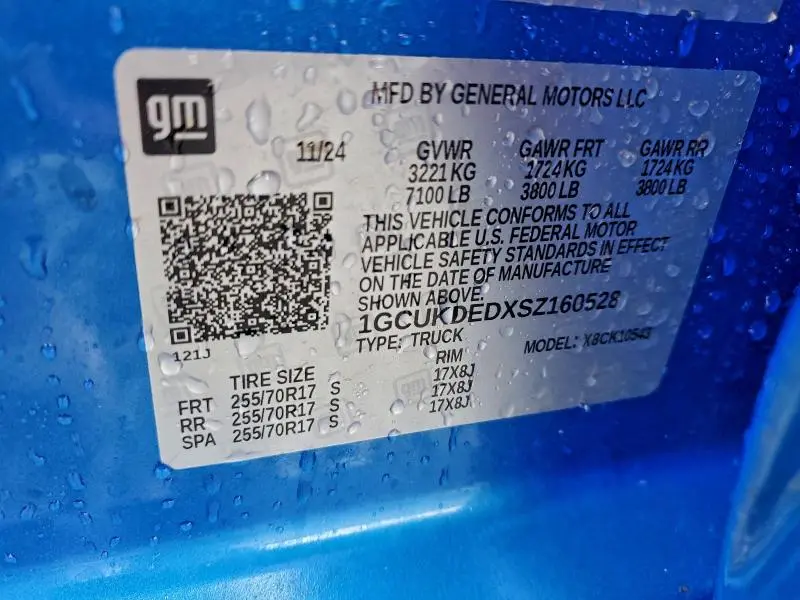 gm
MFD BY GENERAL MOTORS LLC
11/24 GVWR GAWR FRT GAWR RR
3221 KG 1724 KG 1724 KG
7100 LB 3800 LB 3800 LB
THIS VEHICLE CONFORMS TO ALL
APPLICABLE U.S. FEDERAL MOTOR
VEHICLE SAFETY STANDARDS IN EFFECT
ON THE DATE OF MANUFACTURE
SHOWN ABOVE.
1GCUKDEDXSZ160528
TYPE: TRUCK MODEL: X8CK10543
121J
TIRE SIZE RIM
FRT 255/70R17 S 17X8J
RR 255/70R17 S 17X8J
SPA 255/70R17 S 17X8J